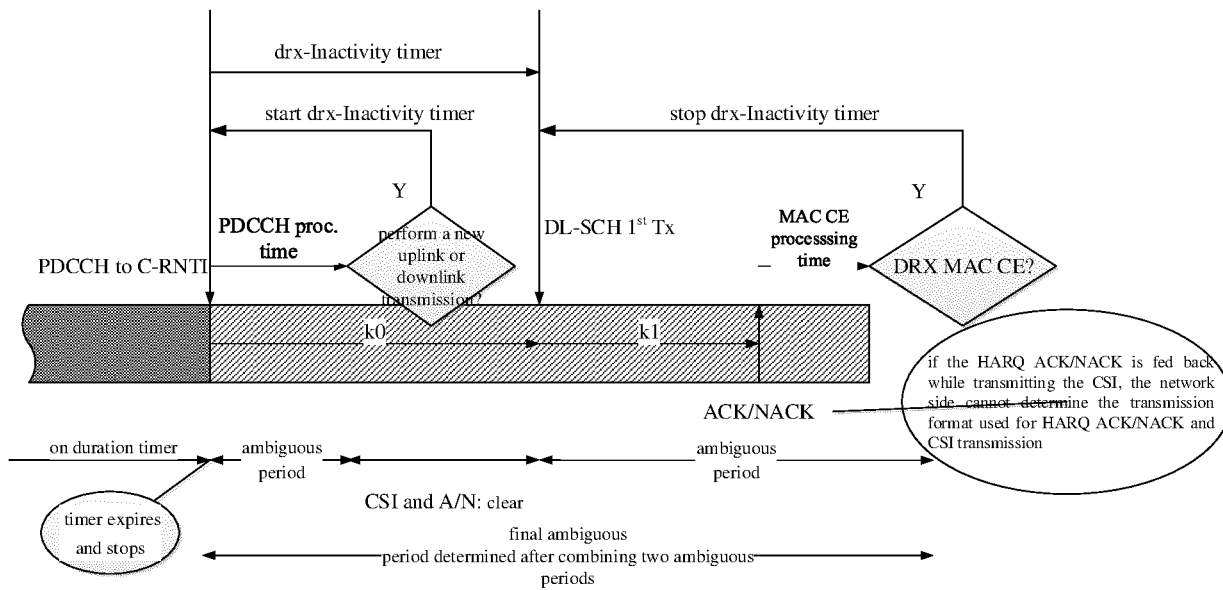 drx-Inactivity timer
start drx-Inactivity timer
stop drx-Inactivity timer
Y
Y
PDCCH proc.
time
perform a new
uplink or
downlink
transmission?
DL-SCH 1st Tx
MAC CE
processsing
time
PDCCH to C-RNTI
DRX MAC CE?
k0
k1
if the HARQ ACK/NACK is fed back
while transmitting the CSI, the network
side cannot determine the transmission
format used for HARQ ACK/NACK and
CSI transmission
ACK/NACK
on duration timer
ambiguous
period
ambiguous
period
CSI and A/N: clear
timer expires
and stops
final ambiguous
period determined after combining two ambiguous
periods